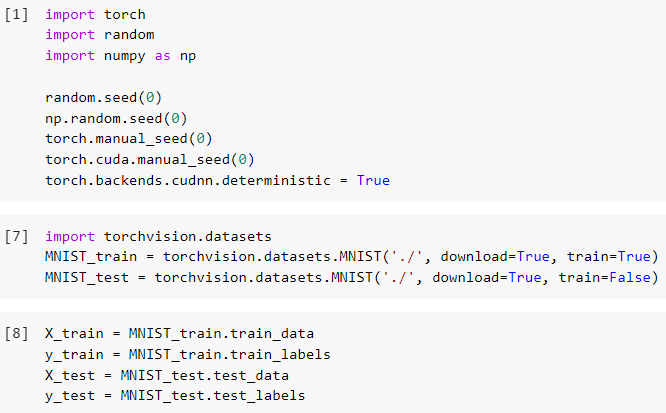 [1] import torch
import random
import numpy as np
random.seed(0)
np.random.seed(0)
torch.manual_seed(0)
torch.cuda.manual_seed(0)
torch.backends.cudnn.deterministic = True
[7] import torchvision.datasets
MNIST_train = torchvision.datasets.MNIST('./', download=True, train=True)
MNIST_test = torchvision.datasets.MNIST('./', download=True, train=False)
[8] X_train = MNIST_train.train_data
y_train = MNIST_train.train_labels
X_test = MNIST_test.test_data
y_test = MNIST_test.test_labels